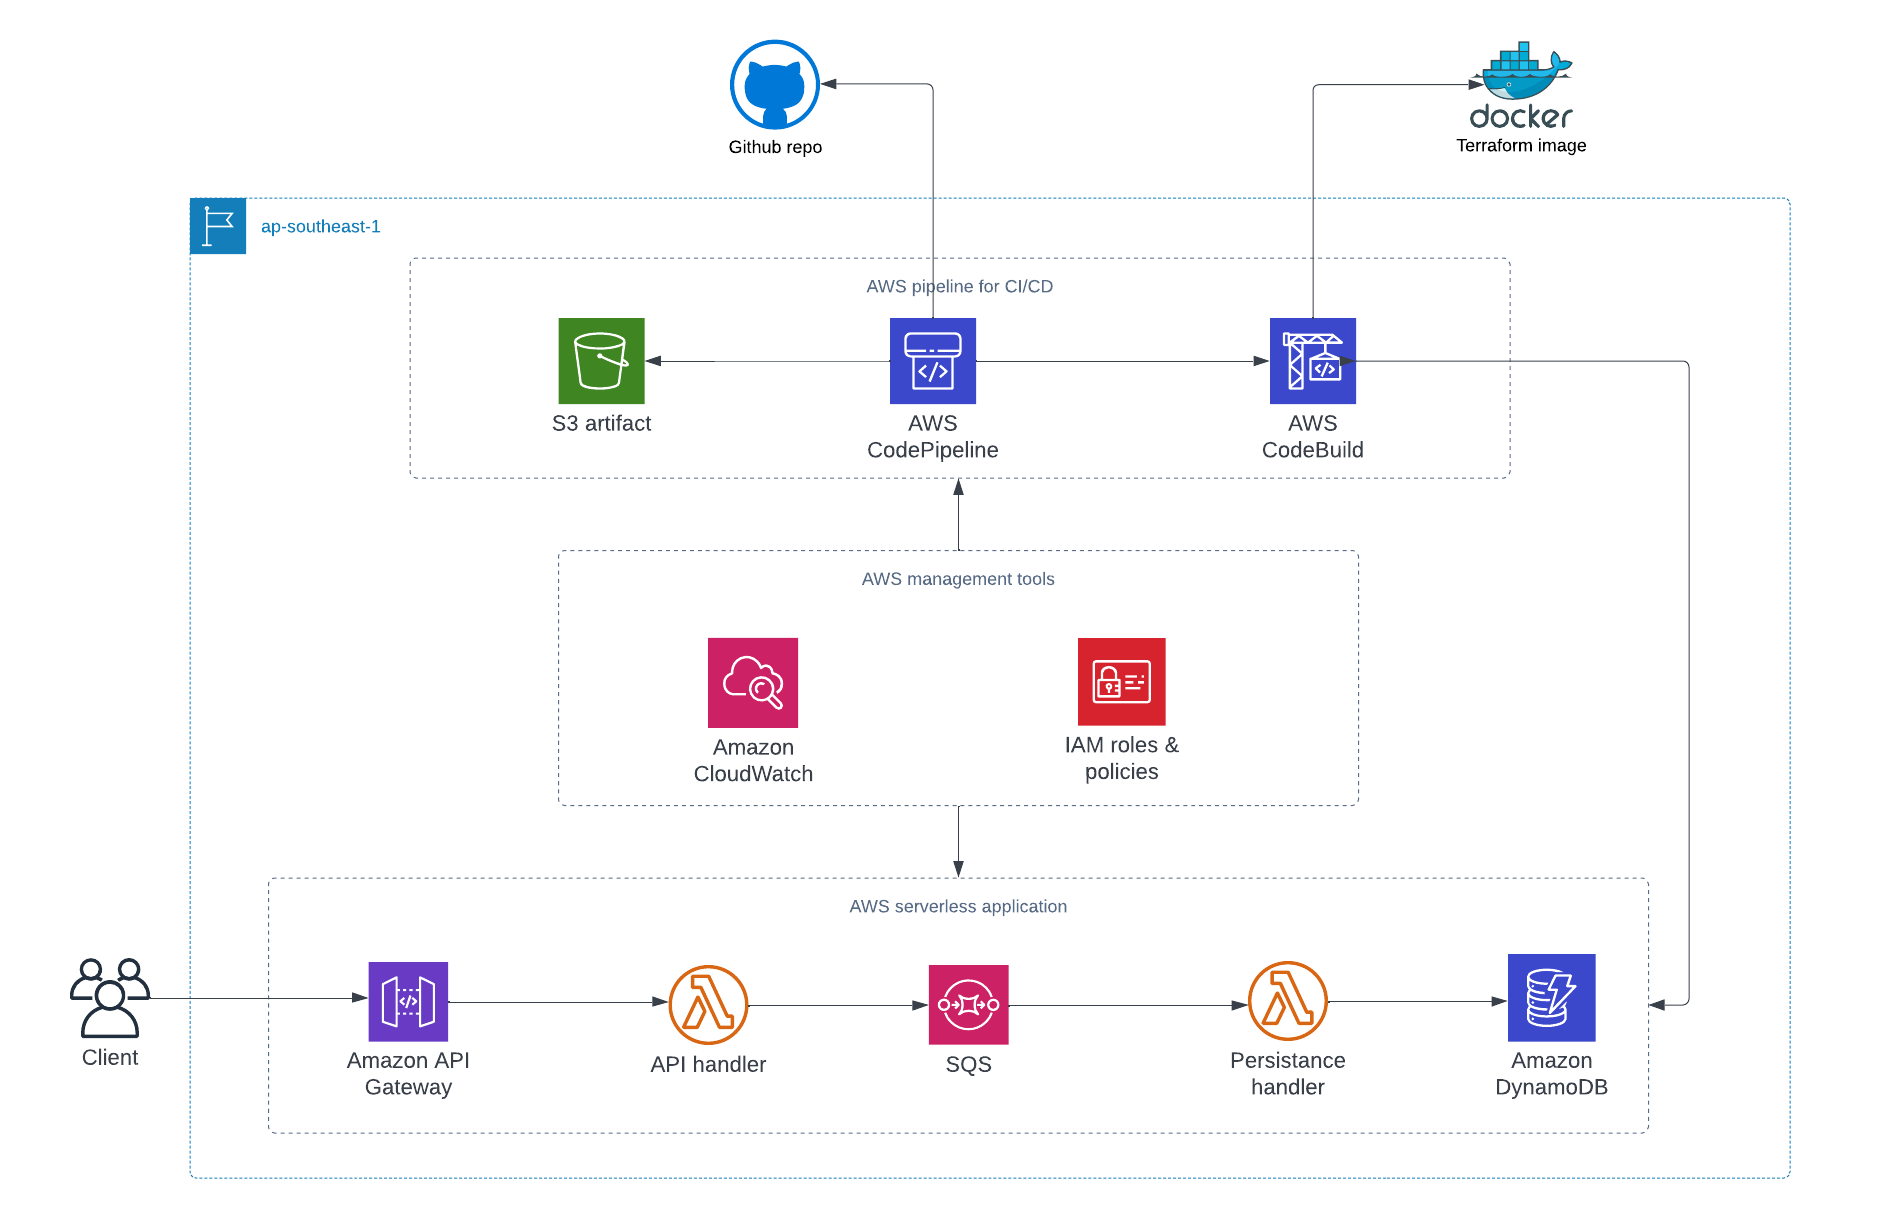 docker
Github repo
Terraform image
ap-southeast-1
AWS pipeline for CI/CD
S3 artifact
AWS
CodePipeline
AWS
CodeBuild
AWS management tools
Amazon
CloudWatch
IAM roles &
policies
AWS serverless application
Client
Amazon API
Gateway
API handler
SQS
Persistance
handler
Amazon
DynamoDB